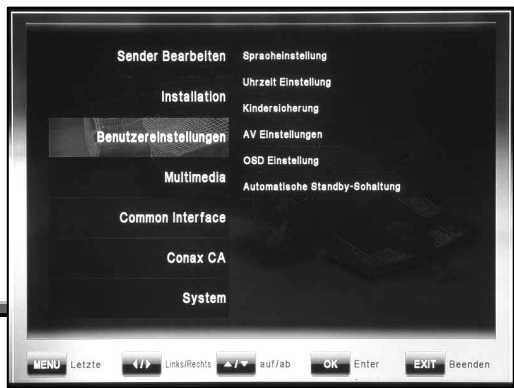 Sender Bearbeiten
Installation
Benutzereinstellungen
Multimedia
Common Interface
Conax CA
System
Spracheinstellung
Uhrzeit Einstellung
Kindersicherung
AV Einstellungen
OSD Einstellung
Automatische Standby-Schaltung
MENU Letzte ◀/▶ Links/Rechts ▲/▼ auf/ab OK Enter EXIT Beenden